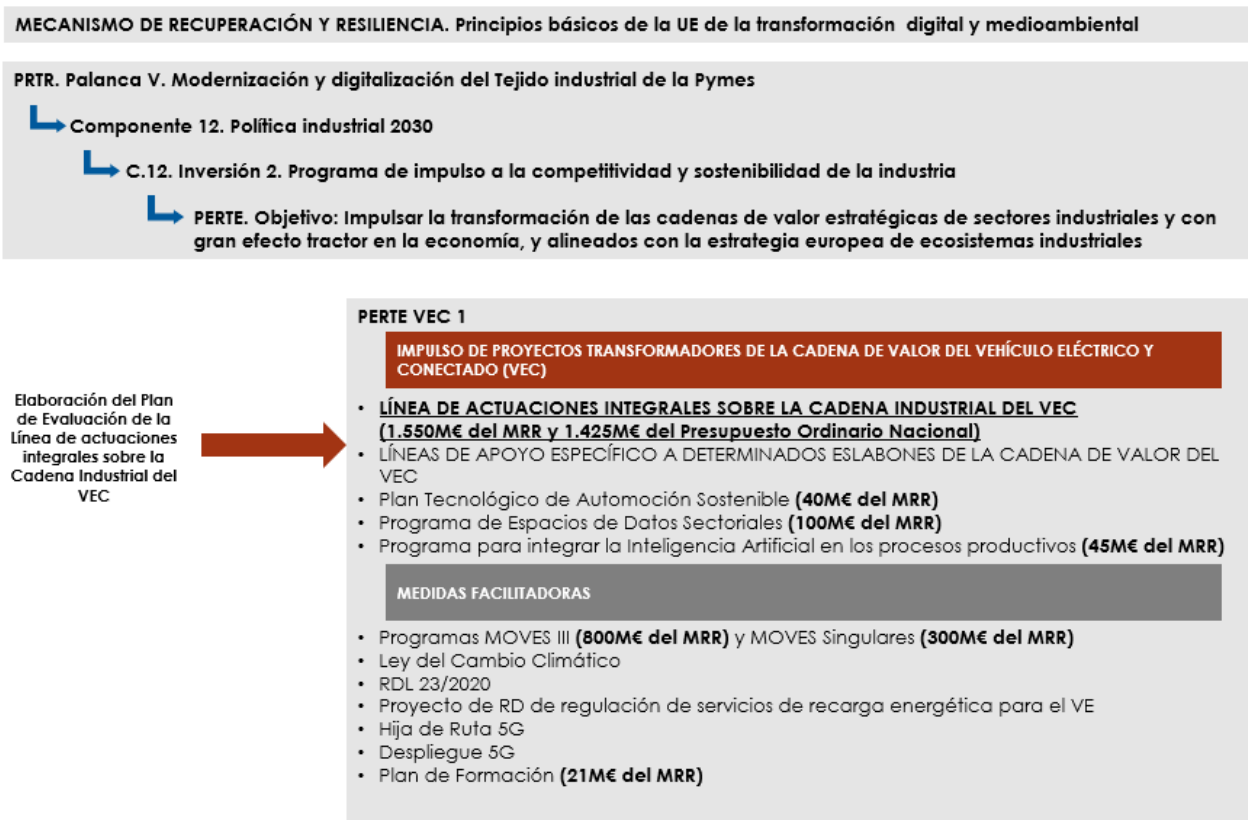 MECANISMO DE RECUPERACIÓN Y RESILIENCIA. Principios básicos de la UE de la transformación digital y medioambiental
PRTR. Palanca V. Modernización y digitalización del Tejido industrial de la Pymes
Componente 12. Política industrial 2030
C.12. Inversión 2. Programa de impulso a la competitividad y sostenibilidad de la industria
PERTE. Objetivo: Impulsar la transformación de las cadenas de valor estratégicas de sectores industriales y con
gran efecto tractor en la economía, y alineados con la estrategia europea de ecosistemas industriales
Elaboración del Plan
de Evaluación de la
Línea de actuaciones
integrales sobre la
Cadena Industrial del
VEC
PERTE VEC 1
IMPULSO DE PROYECTOS TRANSFORMADORES DE LA CADENA DE VALOR DEL VEHÍCULO ELÉCTRICO Y
CONECTADO (VEC)
• LÍNEA DE ACTUACIONES INTEGRALES SOBRE LA CADENA INDUSTRIAL DEL VEC
(1.550M€ del MRR y 1.425M€ del Presupuesto Ordinario Nacional)
• LÍNEAS DE APOYO ESPECÍFICO A DETERMINADOS ESLABONES DE LA CADENA DE VALOR DEL
VEC
• Plan Tecnológico de Automoción Sostenible (40M€ del MRR)
• Programa de Espacios de Datos Sectoriales (100M€ del MRR)
• Programa para integrar la Inteligencia Artificial en los procesos productivos (45M€ del MRR)
MEDIDAS FACILITADORAS
• Programas MOVES III (800M€ del MRR) y MOVES Singulares (300M€ del MRR)
• Ley del Cambio Climático
• RDL 23/2020
• Proyecto de RD de regulación de servicios de recarga energética para el VE
• Hija de Ruta 5G
• Despliegue 5G
• Plan de Formación (21M€ del MRR)